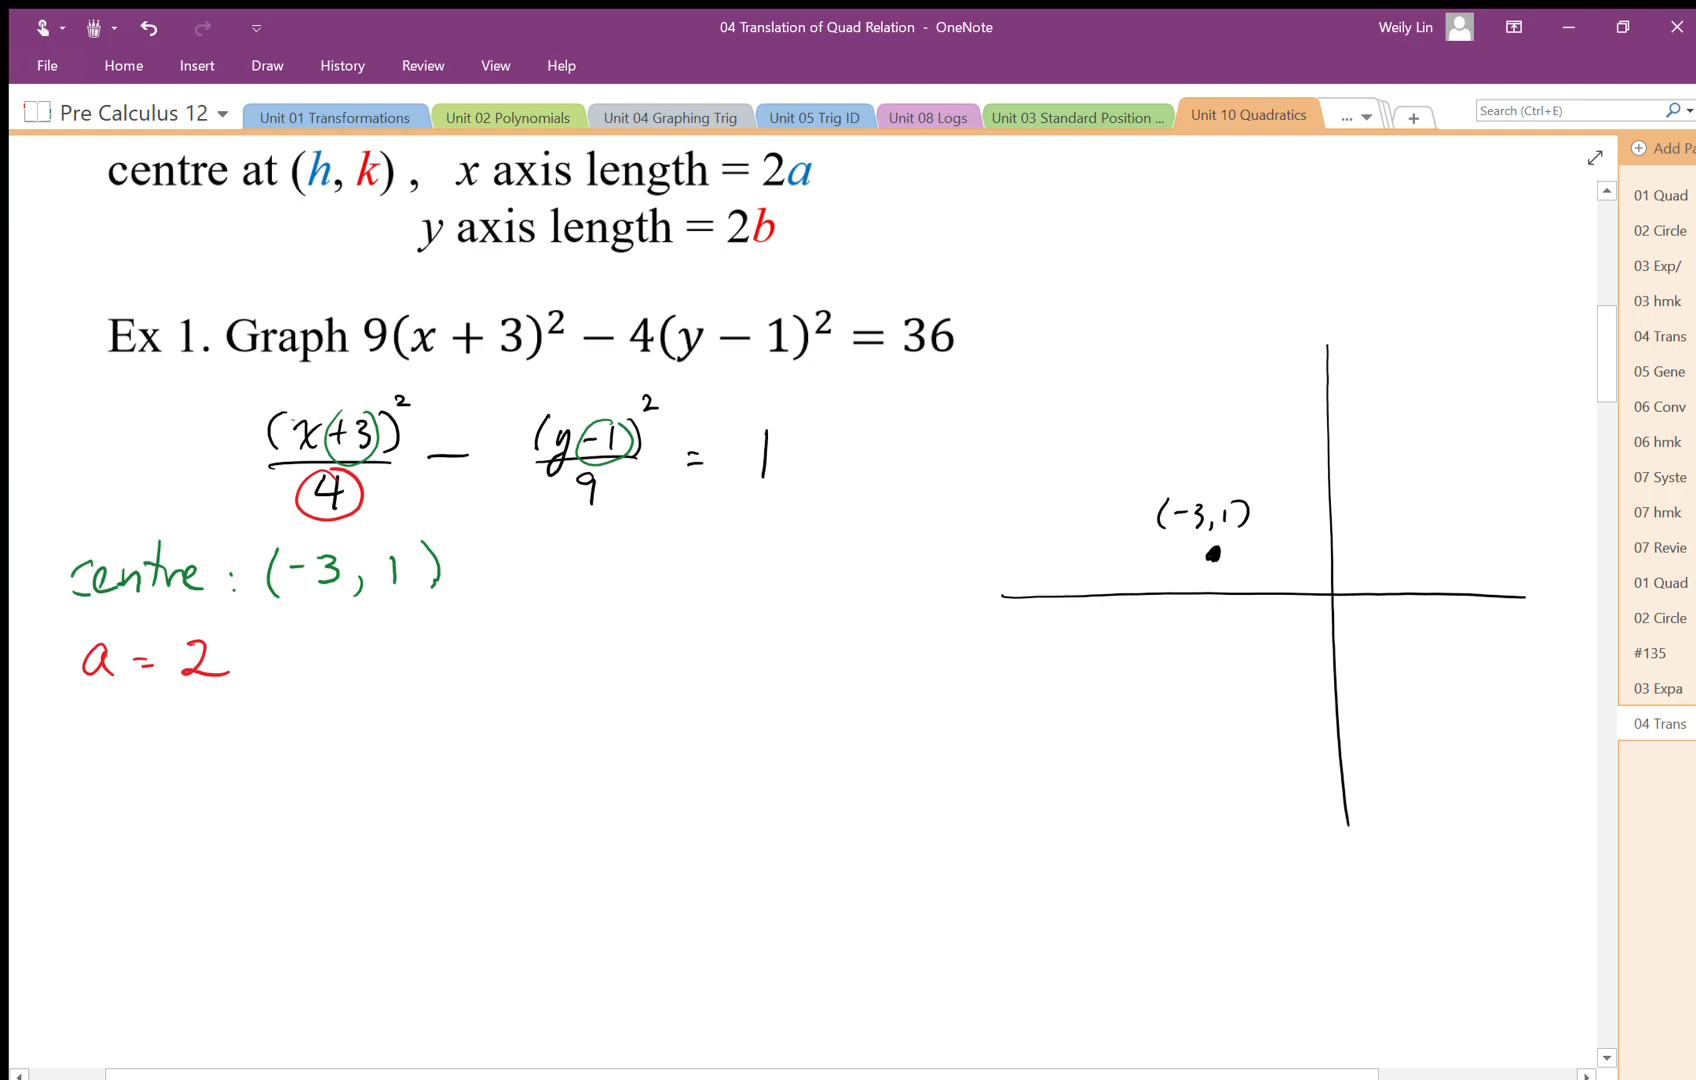 04 Translation of Quad Relation - OneNote
Weily Lin
File Home Insert Draw History Review View Help
Pre Calculus 12
Unit 01 Transformations
Unit 02 Polynomials
Unit 04 Graphing Trig
Unit 05 Trig ID
Unit 08 Logs
Unit 03 Standard Position ...
Unit 10 Quadratics
...
Search (Ctrl+E)
centre at (h, k) , x axis length = 2a
y axis length = 2b
Ex 1. Graph 9(x + 3)² − 4(y − 1)² = 36
(x+3)²/4 − (y−1)²/9 = 1
centre : (-3, 1)
a = 2
(-3, 1)
Add Pa
01 Quad
02 Circle
03 Exp/
03 hmk
04 Trans
05 Gene
06 Conv
06 hmk
07 Syste
07 hmk
07 Revie
01 Quad
02 Circle
#135
03 Expa
04 Trans